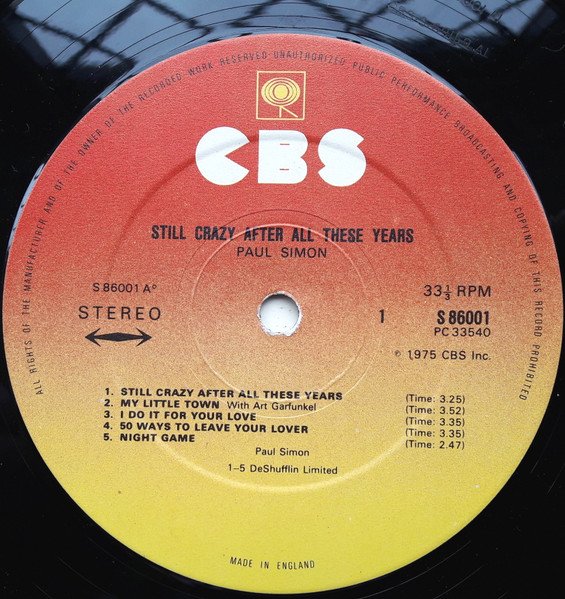 ALL RIGHTS OF THE MANUFACTURER AND OF THE OWNER OF THE RECORDED WORK RESERVED UNAUTHORIZED PUBLIC PERFORMANCE BROADCASTING AND COPYING OF THIS RECORD PROHIBITED
CBS
STILL CRAZY AFTER ALL THESE YEARS
PAUL SIMON
S 86001 A° 33⅓ RPM
STEREO 1 S 86001
PC 33540
℗ 1975 CBS Inc.
1. STILL CRAZY AFTER ALL THESE YEARS (Time: 3.25)
2. MY LITTLE TOWN With Art Garfunkel (Time: 3.52)
3. I DO IT FOR YOUR LOVE (Time: 3.35)
4. 50 WAYS TO LEAVE YOUR LOVER (Time: 3.35)
5. NIGHT GAME (Time: 2.47)
Paul Simon
1–5 DeShufflin Limited
MADE IN ENGLAND